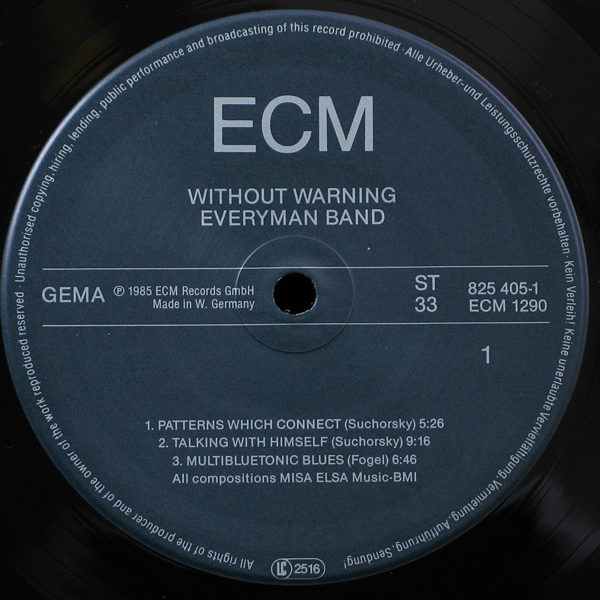 All rights of the producer and of the owner of the work reproduced reserved · Unauthorised copying, hiring, lending, public performance and broadcasting of this record prohibited · Alle Urheber- und Leistungsschutzrechte vorbehalten · Kein Verleih! Keine unerlaubte Vervielfältigung, Vermietung, Aufführung, Sendung!
ECM
WITHOUT WARNING
EVERYMAN BAND
GEMA
℗ 1985 ECM Records GmbH
Made in W. Germany
ST
33
825 405-1
ECM 1290
1
1. PATTERNS WHICH CONNECT (Suchorsky) 5:26
2. TALKING WITH HIMSELF (Suchorsky) 9:16
3. MULTIBLUETONIC BLUES (Fogel) 6:46
All compositions MISA ELSA Music-BMI
LC 2516